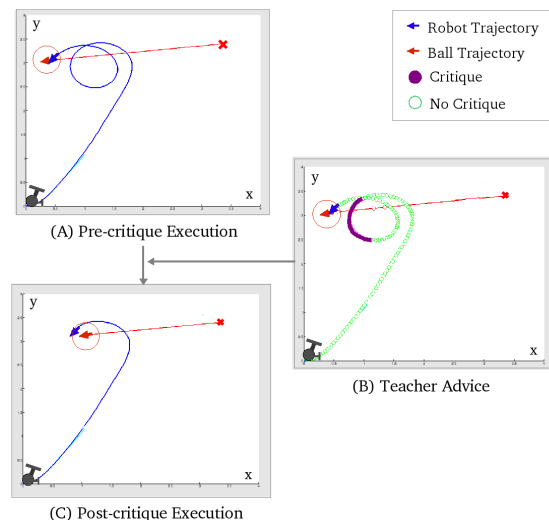 y
x
(A) Pre-critique Execution
Robot Trajectory
Ball Trajectory
Critique
No Critique
y
x
(B) Teacher Advice
y
x
(C) Post-critique Execution